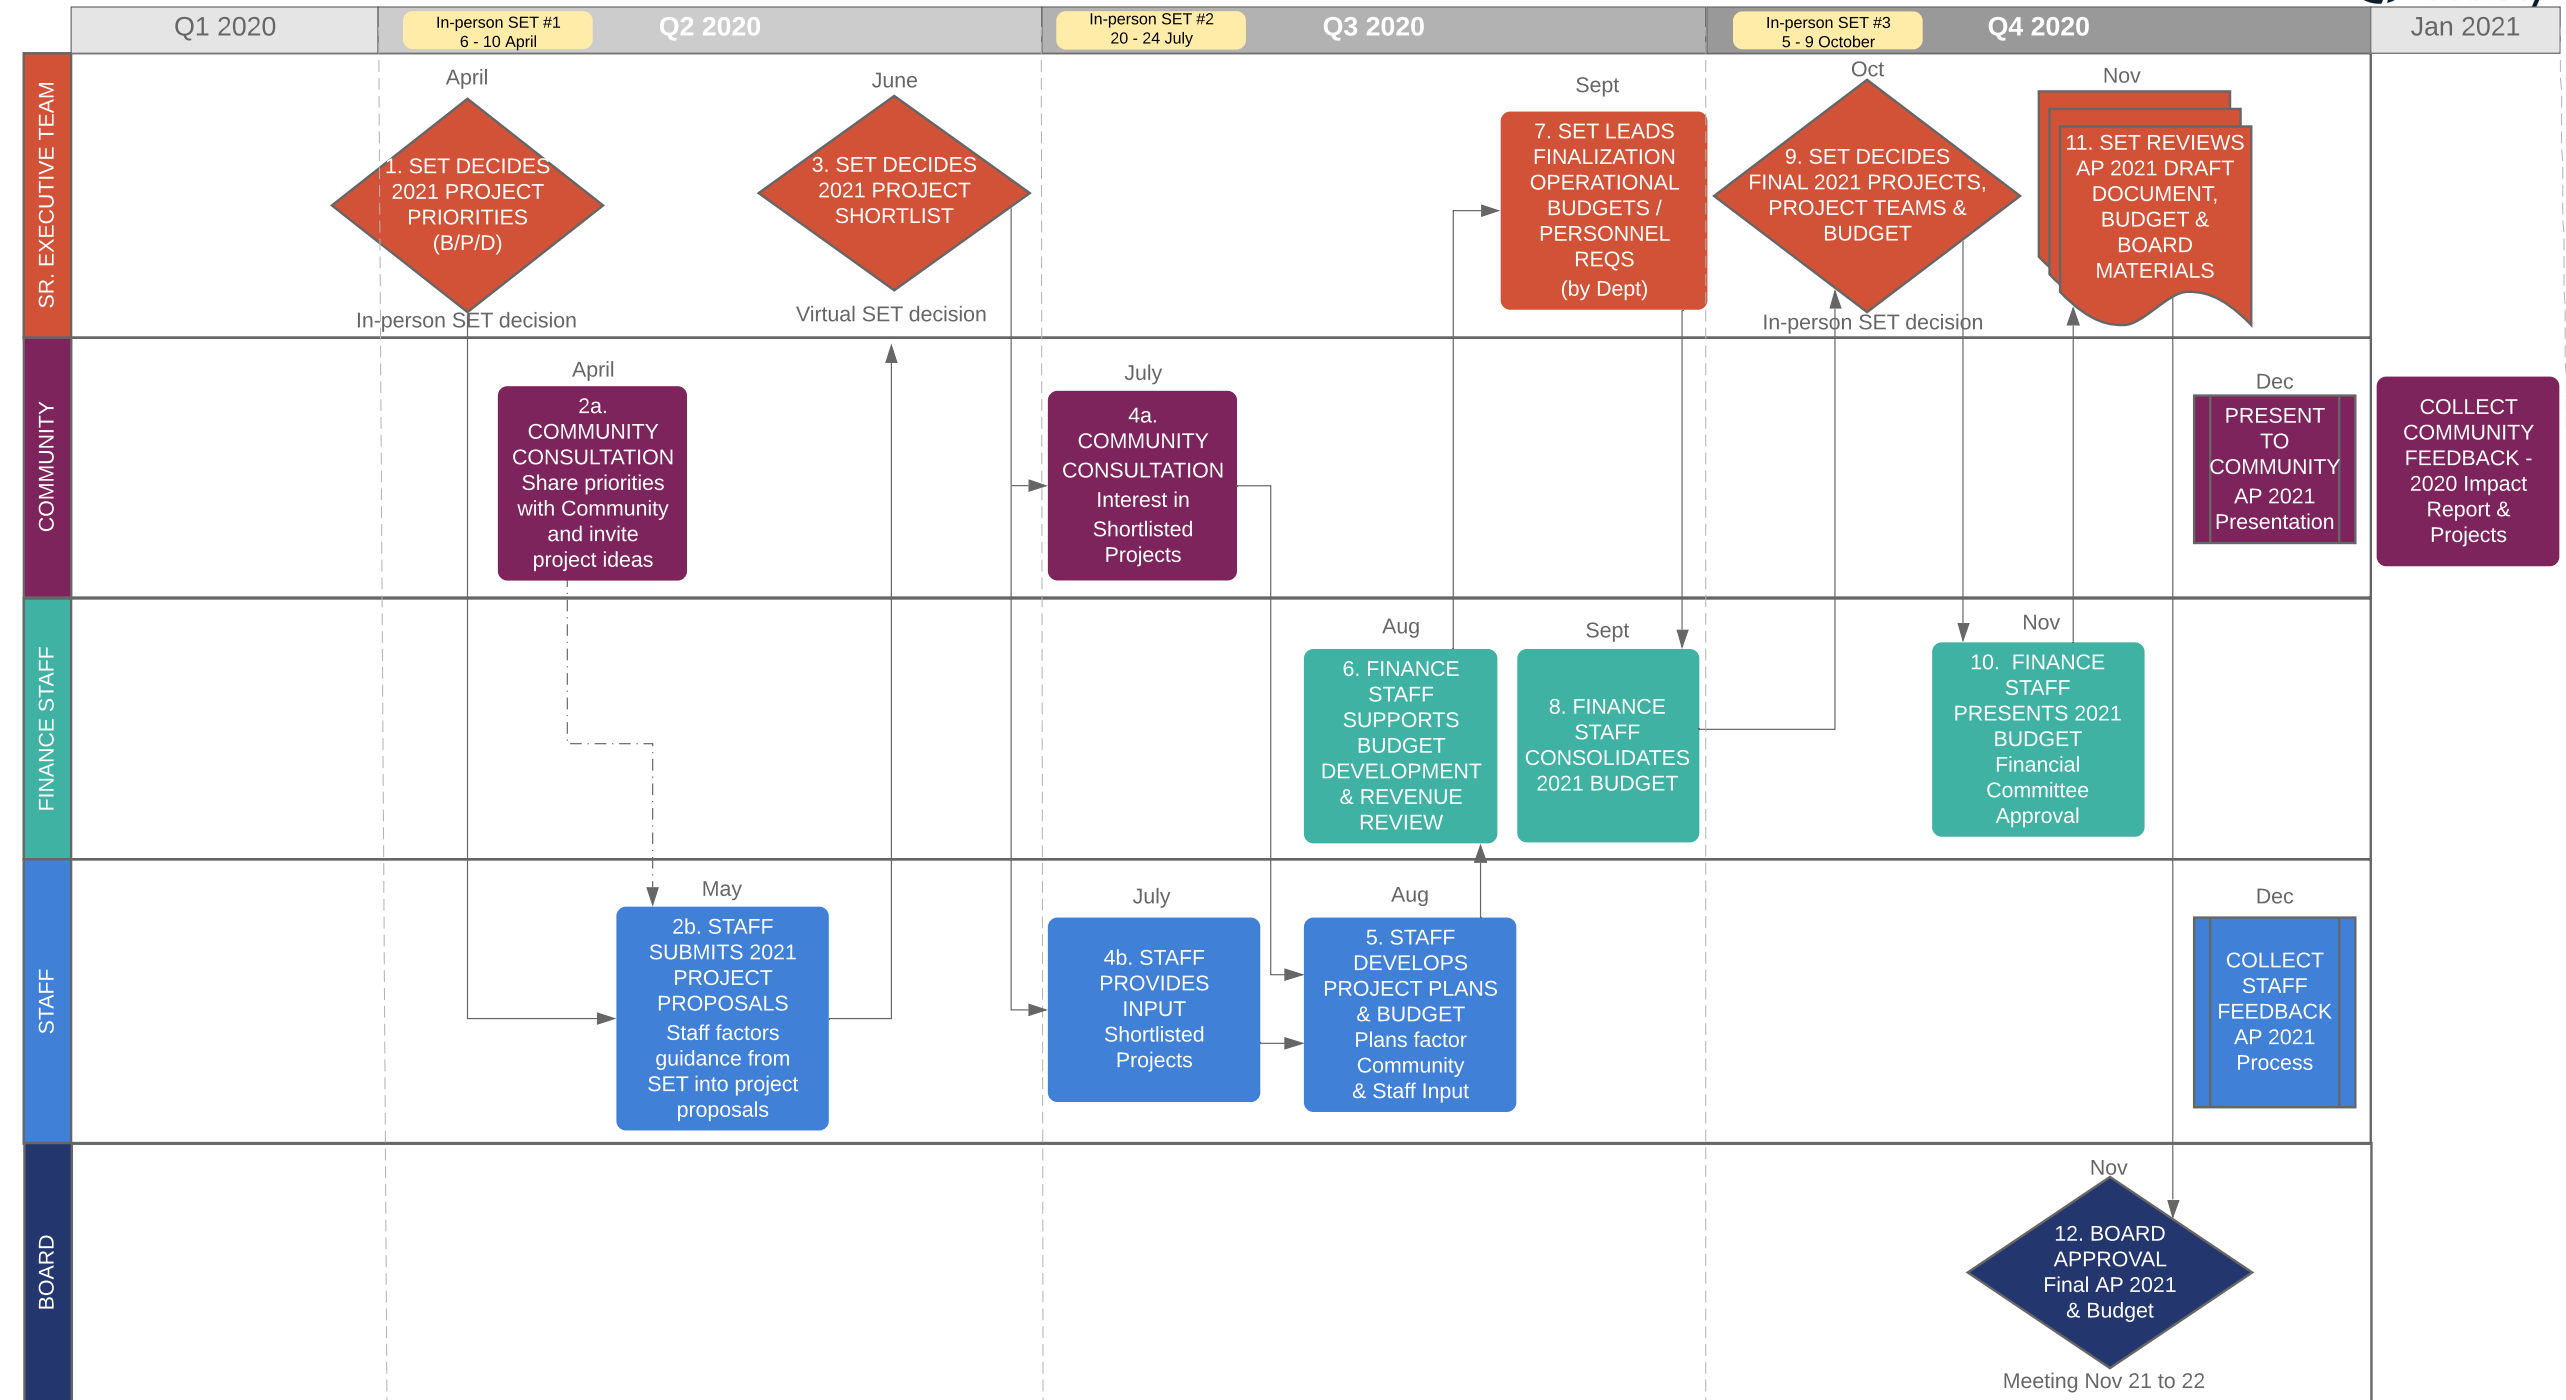 Q1 2020
In-person SET #1
6 - 10 April
Q2 2020
In-person SET #2
20 - 24 July
Q3 2020
In-person SET #3
5 - 9 October
Q4 2020
Jan 2021
SR. EXECUTIVE TEAM
April
1. SET DECIDES
2021 PROJECT
PRIORITIES
(B/P/D)
In-person SET decision
June
3. SET DECIDES
2021 PROJECT
SHORTLIST
Virtual SET decision
Sept
7. SET LEADS
FINALIZATION
OPERATIONAL
BUDGETS /
PERSONNEL
REQS
(by Dept)
Oct
9. SET DECIDES
FINAL 2021 PROJECTS,
PROJECT TEAMS &
BUDGET
In-person SET decision
Nov
11. SET REVIEWS
AP 2021 DRAFT
DOCUMENT,
BUDGET &
BOARD
MATERIALS
COMMUNITY
April
2a.
COMMUNITY
CONSULTATION
Share priorities
with Community
and invite
project ideas
July
4a.
COMMUNITY
CONSULTATION
Interest in
Shortlisted
Projects
Dec
PRESENT
TO
COMMUNITY
AP 2021
Presentation
COLLECT
COMMUNITY
FEEDBACK -
2020 Impact
Report &
Projects
FINANCE STAFF
Aug
6. FINANCE
STAFF
SUPPORTS
BUDGET
DEVELOPMENT
& REVENUE
REVIEW
Sept
8. FINANCE
STAFF
CONSOLIDATES
2021 BUDGET
Nov
10. FINANCE
STAFF
PRESENTS 2021
BUDGET
Financial
Committee
Approval
STAFF
May
2b. STAFF
SUBMITS 2021
PROJECT
PROPOSALS
Staff factors
guidance from
SET into project
proposals
July
4b. STAFF
PROVIDES
INPUT
Shortlisted
Projects
Aug
5. STAFF
DEVELOPS
PROJECT PLANS
& BUDGET
Plans factor
Community
& Staff Input
Dec
COLLECT
STAFF
FEEDBACK
AP 2021
Process
BOARD
Nov
12. BOARD
APPROVAL
Final AP 2021
& Budget
Meeting Nov 21 to 22